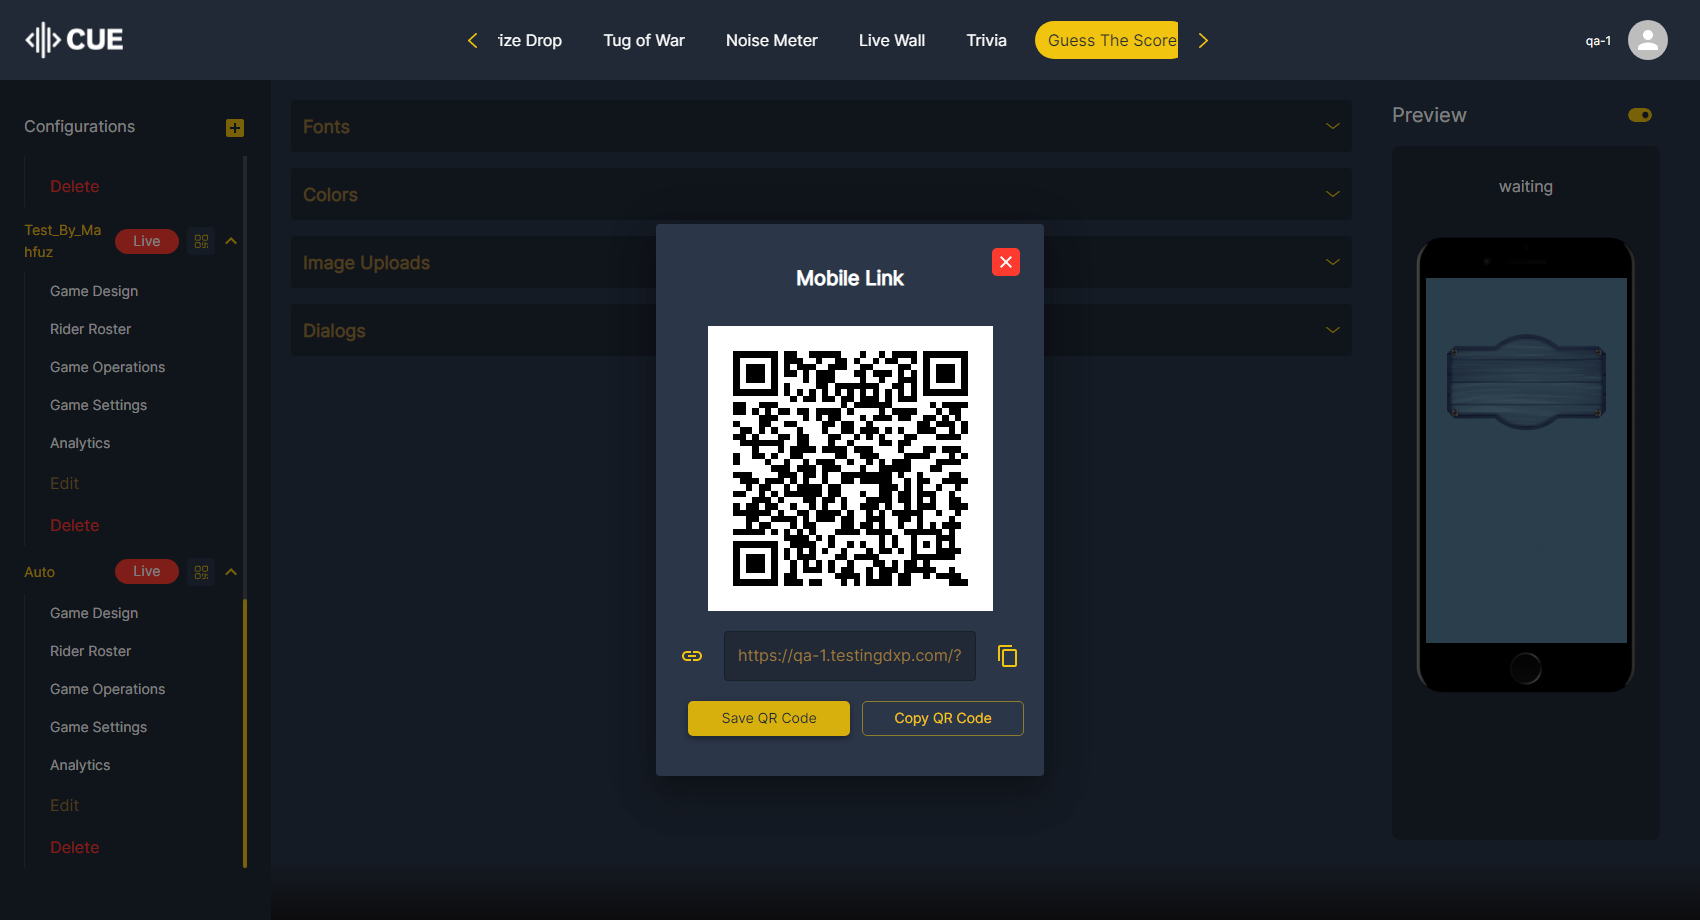 CUE
ize Drop
Tug of War
Noise Meter
Live Wall
Trivia
Guess The Score
qa-1
Configurations
Delete
Test_By_Ma
hfuz
Live
Game Design
Rider Roster
Game Operations
Game Settings
Analytics
Edit
Delete
Auto
Live
Game Design
Rider Roster
Game Operations
Game Settings
Analytics
Edit
Delete
Fonts
Colors
Image Uploads
Dialogs
Mobile Link
https://qa-1.testingdxp.com/?
Save QR Code
Copy QR Code
Preview
waiting